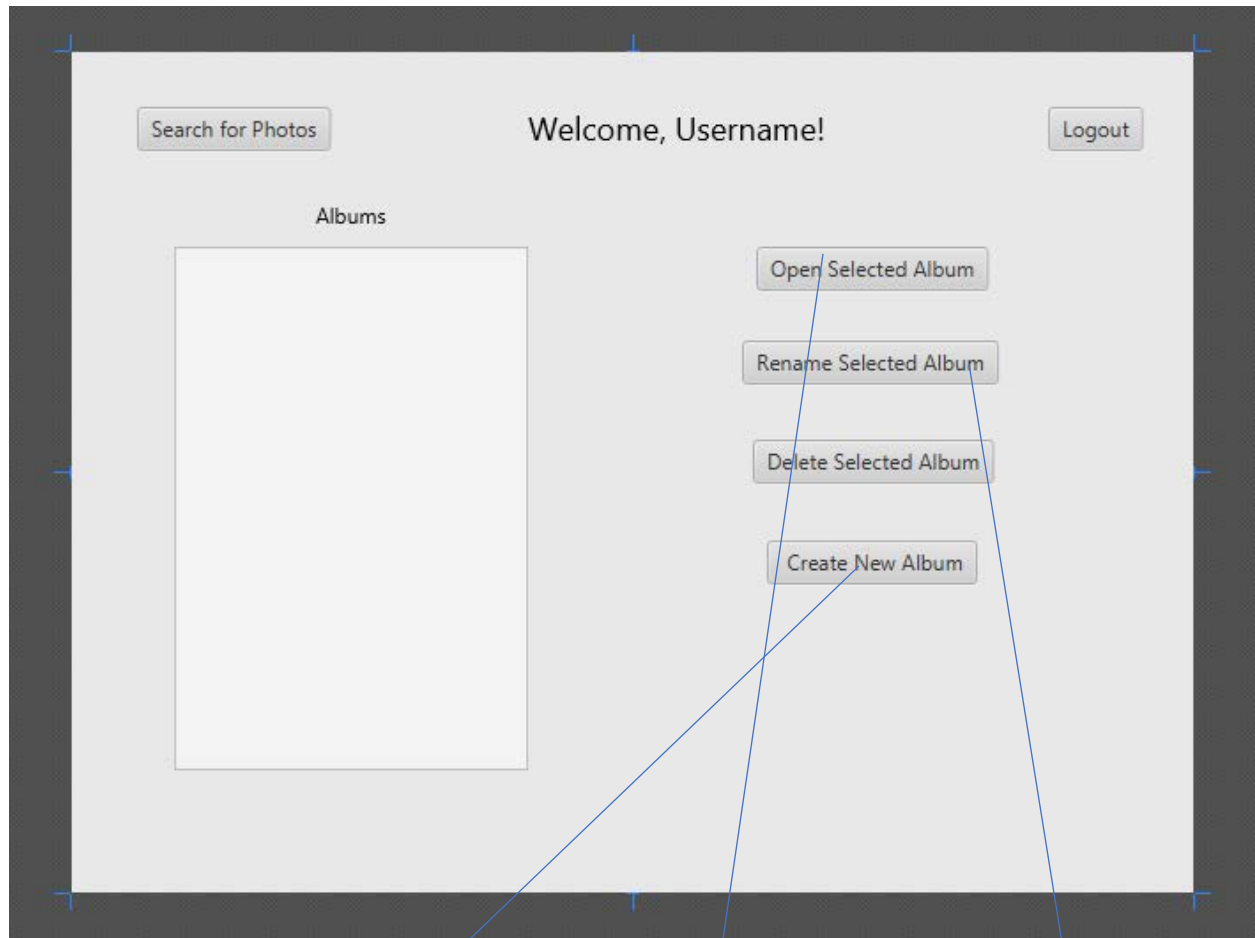 Search for Photos
Welcome, Username!
Logout
Albums
Open Selected Album
Rename Selected Album
Delete Selected Album
Create New Album